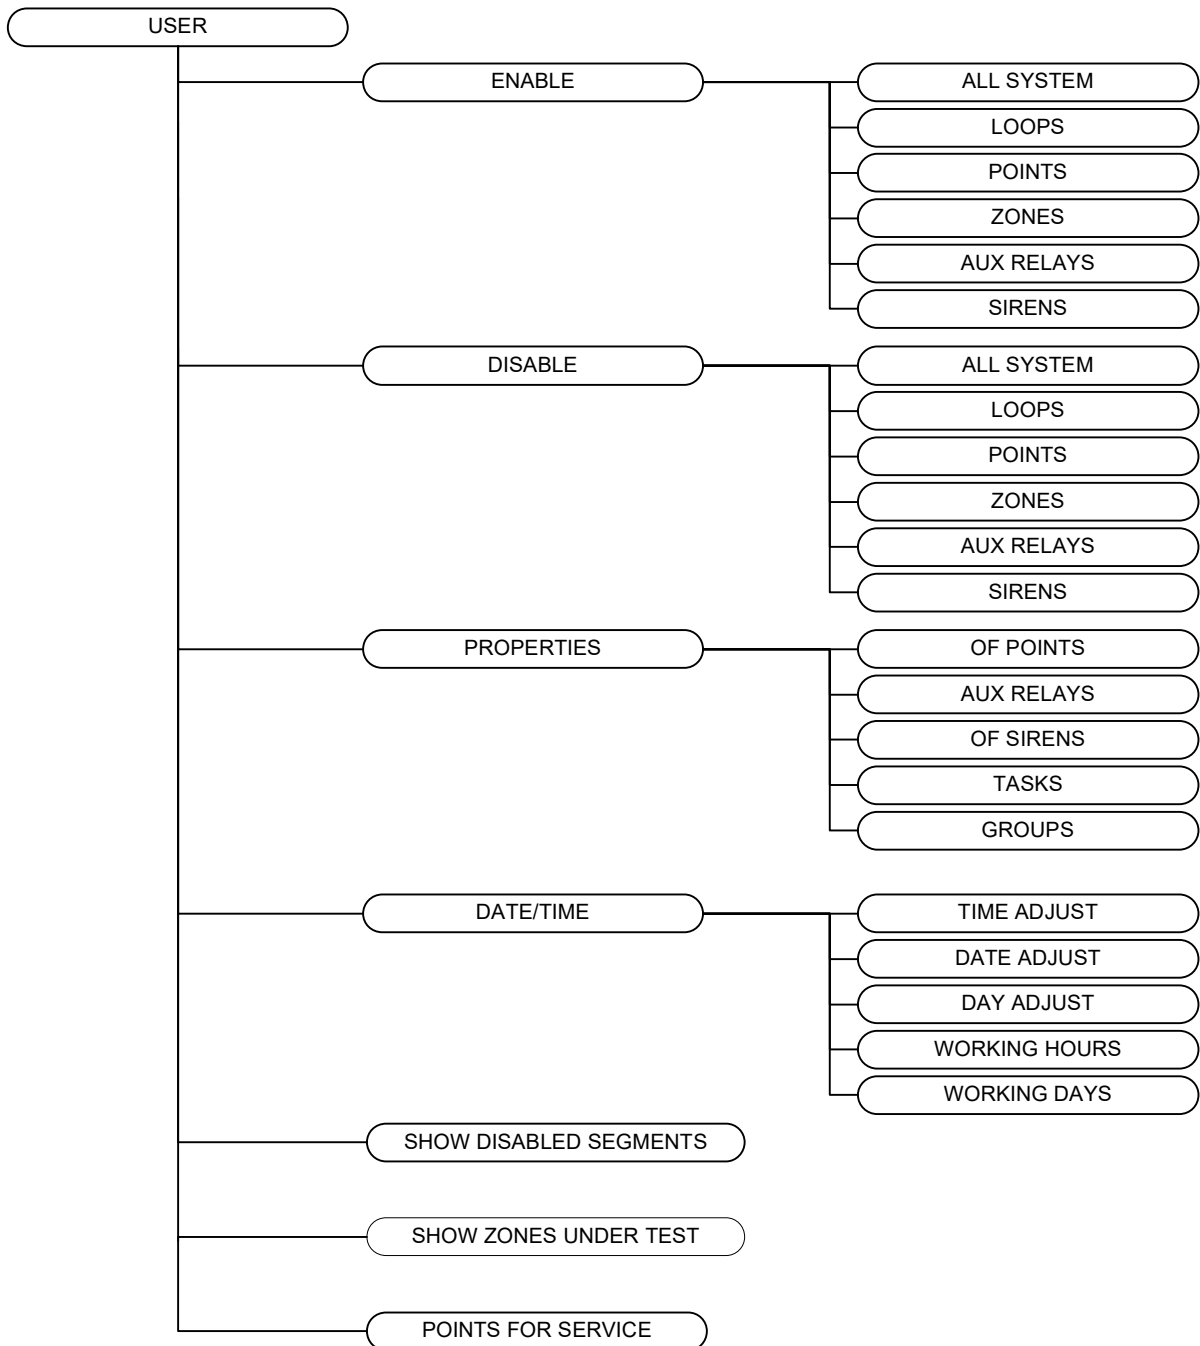 USER
ENABLE
ALL SYSTEM
LOOPS
POINTS
ZONES
AUX RELAYS
SIRENS
DISABLE
ALL SYSTEM
LOOPS
POINTS
ZONES
AUX RELAYS
SIRENS
PROPERTIES
OF POINTS
AUX RELAYS
OF SIRENS
TASKS
GROUPS
DATE/TIME
TIME ADJUST
DATE ADJUST
DAY ADJUST
WORKING HOURS
WORKING DAYS
SHOW DISABLED SEGMENTS
SHOW ZONES UNDER TEST
POINTS FOR SERVICE